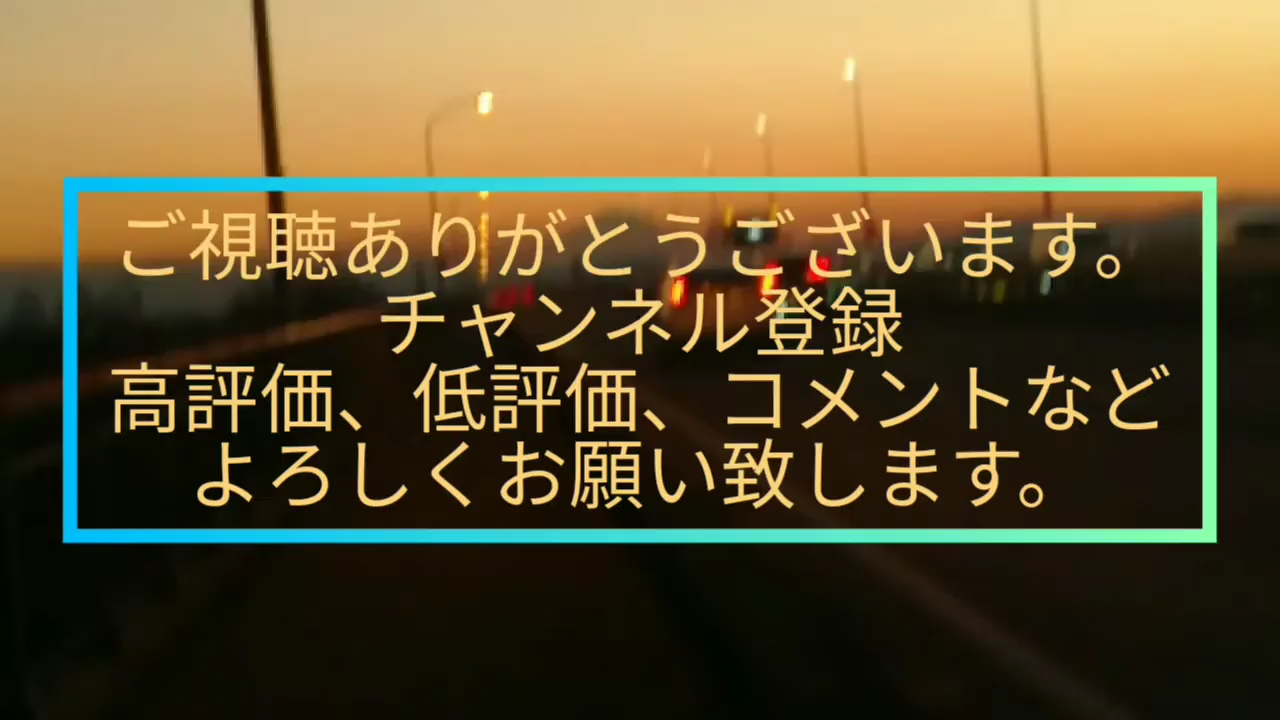 ご視聴ありがとうございます。
チャンネル登録
高評価、低評価、コメントなど
よろしくお願い致します。